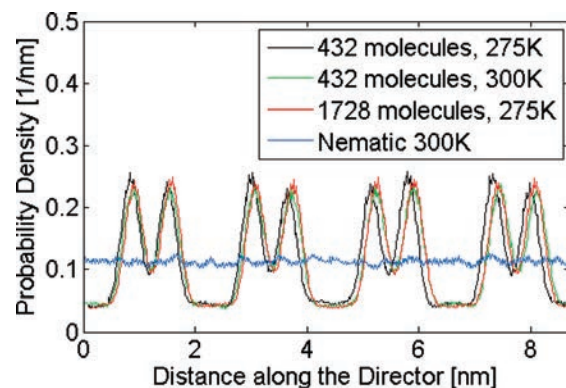 0.5
0.4
0.3
0.2
0.1
0
Probability Density [1/nm]
432 molecules, 275K
432 molecules, 300K
1728 molecules, 275K
Nematic 300K
0 2 4 6 8
Distance along the Director [nm]